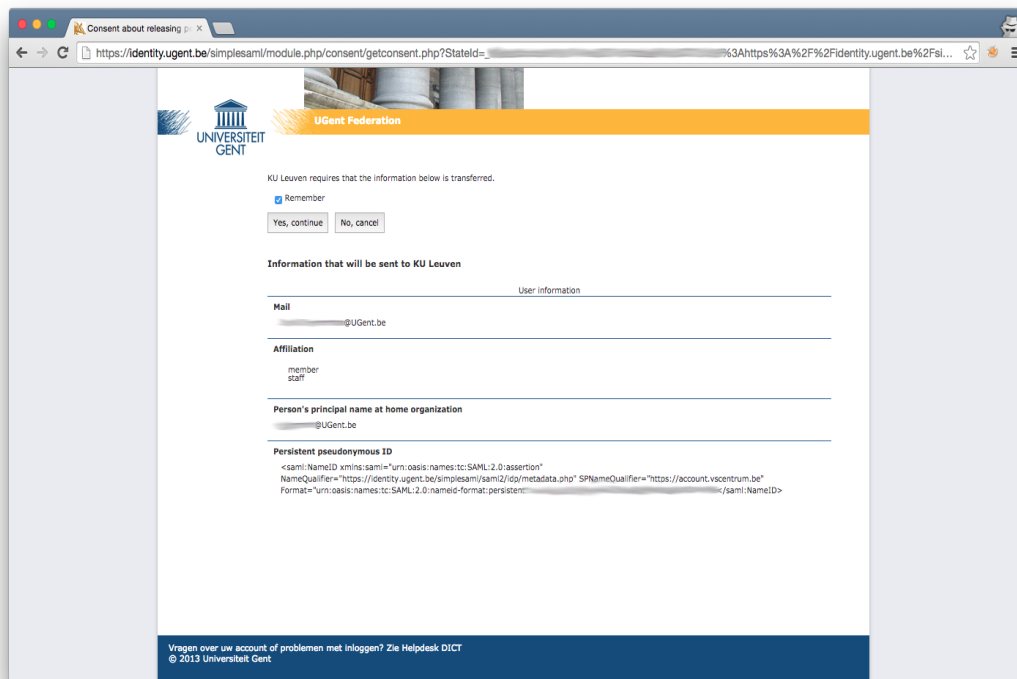 Consent about releasing p
https://identity.ugent.be/simplesaml/module.php/consent/getconsent.php?StateId=_ %3Ahttps%3A%2F%2Fidentity.ugent.be%2Fsi...
UGent Federation
UNIVERSITEIT
GENT
KU Leuven requires that the information below is transferred.
Remember
Yes, continue No, cancel
Information that will be sent to KU Leuven
User information
Mail
@UGent.be
Affiliation
member
staff
Person's principal name at home organization
@UGent.be
Persistent pseudonymous ID
<saml:NameID xmlns:saml="urn:oasis:names:tc:SAML:2.0:assertion"
NameQualifier="https://identity.ugent.be/simplesaml/saml2/idp/metadata.php" SPNameQualifier="https://account.vscentrum.be"
Format="urn:oasis:names:tc:SAML:2.0:nameid-format:persistent </saml:NameID>
Vragen over uw account of problemen met inloggen? Zie Helpdesk DICT
© 2013 Universiteit Gent